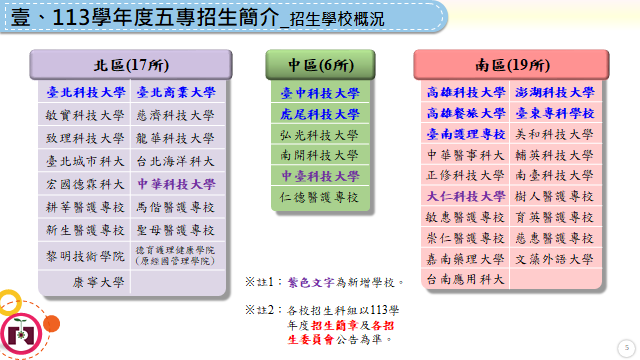 壹、113學年度五專招生簡介_招生學校概況
北區(17所)
臺北科技大學 臺北商業大學
敏實科技大學 慈濟科技大學
致理科技大學 龍華科技大學
臺北城市科大 台北海洋科大
宏國德霖科大 中華科技大學
耕莘醫護專校 馬偕醫護專校
新生醫護專校 聖母醫護專校
黎明技術學院 德育護理健康學院
(原經國管理學院)
康寧大學
中區(6所)
臺中科技大學
虎尾科技大學
弘光科技大學
南開科技大學
中臺科技大學
仁德醫護專校
南區(19所)
高雄科技大學 澎湖科技大學
高雄餐旅大學 臺東專科學校
臺南護理專校 美和科技大學
中華醫事科大 輔英科技大學
正修科技大學 南臺科技大學
大仁科技大學 樹人醫護專校
敏惠醫護專校 育英醫護專校
崇仁醫護專校 慈惠醫護專校
嘉南藥理大學 文藻外語大學
台南應用科大
※註1：紫色文字為新增學校。
※註2：各校招生科組以113學
年度招生簡章及各招
生委員會公告為準。
5